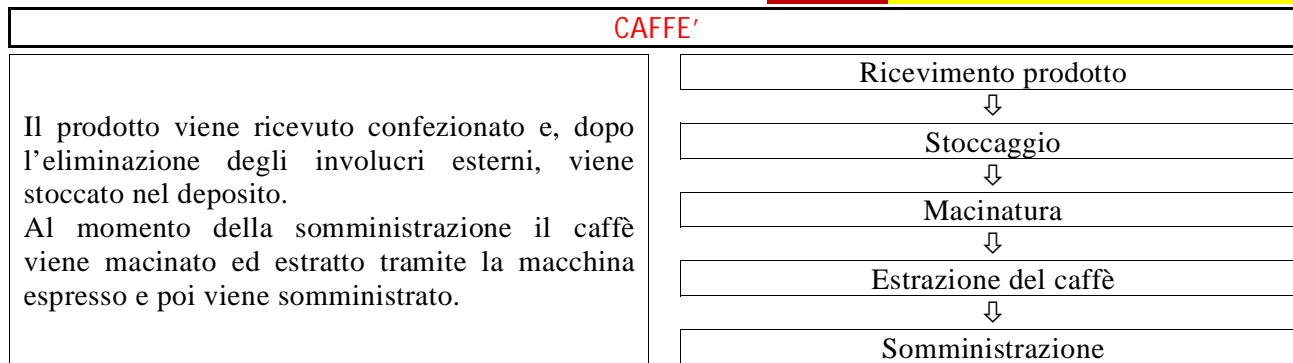 CAFFE’
Il prodotto viene ricevuto confezionato e, dopo
l’eliminazione degli involucri esterni, viene
stoccato nel deposito.
Al momento della somministrazione il caffè
viene macinato ed estratto tramite la macchina
espresso e poi viene somministrato.
Ricevimento prodotto
⇩
Stoccaggio
⇩
Macinatura
⇩
Estrazione del caffè
⇩
Somministrazione